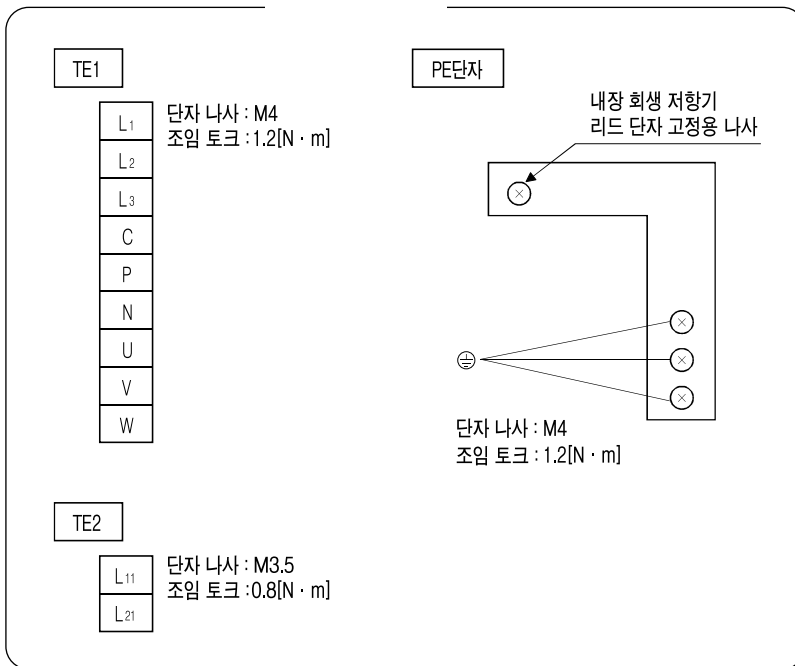 TE1
L1
L2
L3
C
P
N
U
V
W
단자 나사 : M4
조임 토크 : 1.2[N · m]
PE단자
내장 회생 저항기
리드 단자 고정용 나사
단자 나사 : M4
조임 토크 : 1.2[N · m]
TE2
L11
L21
단자 나사 : M3.5
조임 토크 : 0.8[N · m]